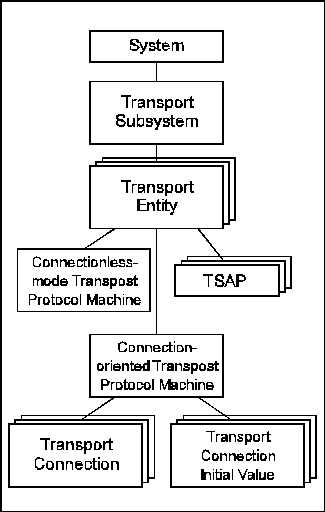 System
Transport
Subsystem
Transport
Entity
Connectionless-
mode Transpost
Protocol Machine
TSAP
Connection-
oriented Transpost
Protocol Machine
Transport
Connection
Transport
Connection
Initial Value